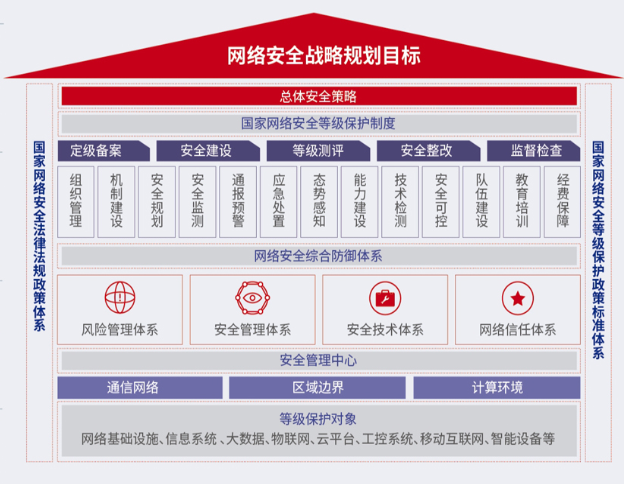 网络安全战略规划目标
总体安全策略
国家网络安全等级保护制度
定级备案
安全建设
等级测评
安全整改
监督检查
组织管理
机制建设
安全规划
安全监测
通报预警
应急处置
态势感知
能力建设
技术检测
安全可控
队伍建设
教育培训
经费保障
网络安全综合防御体系
风险管理体系
安全管理体系
安全技术体系
网络信任体系
安全管理中心
通信网络
区域边界
计算环境
等级保护对象
网络基础设施、信息系统、大数据、物联网、云平台、工控系统、移动互联网、智能设备等
国家网络安全法律法规政策体系
国家网络安全等级保护政策标准体系